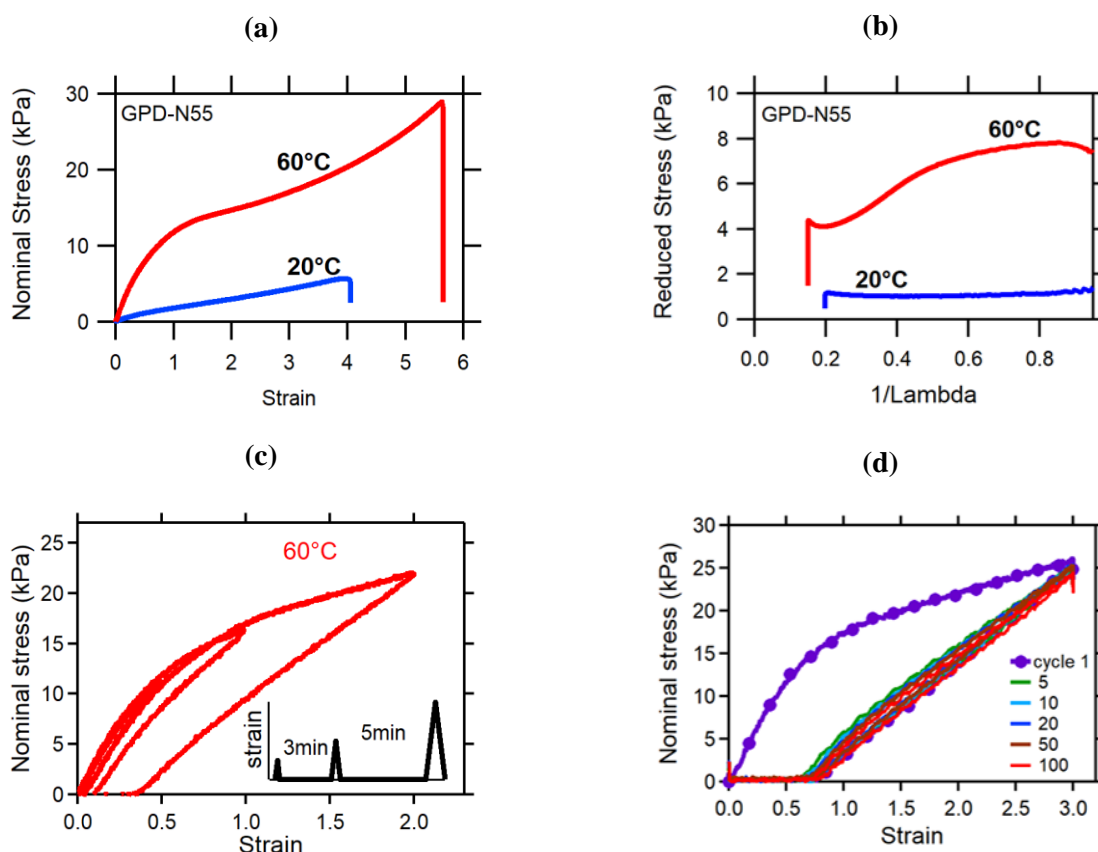 (a)
Nominal Stress (kPa)
30
20
10
0
GPD-N55
60°C
20°C
0 1 2 3 4 5 6
Strain
(b)
Reduced Stress (kPa)
10
8
6
4
2
0
GPD-N55
60°C
20°C
0.0 0.2 0.4 0.6 0.8
1/Lambda
(c)
Nominal stress (kPa)
25
20
15
10
5
0
60°C
strain
3min
5min
0.0 0.5 1.0 1.5 2.0
Strain
(d)
Nominal stress (kPa)
30
25
20
15
10
5
0
cycle 1
5
10
20
50
100
0.0 0.5 1.0 1.5 2.0 2.5 3.0
Strain